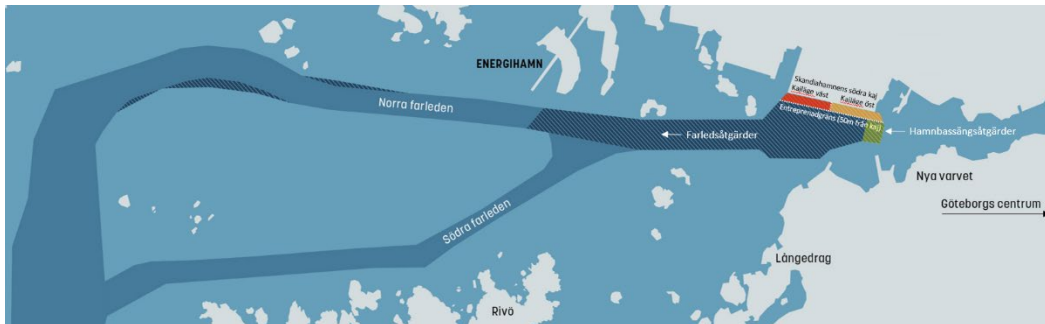 ENERGIHAMN
Skandiahamnens södra kaj
Kajläge väst
Kajläge öst
Norra farleden
Entreprenadgräns (50m från kaj)
Farledsåtgärder
Hamnbassängsåtgärder
Nya varvet
Göteborgs centrum
Södra farleden
Långedrag
Rivö